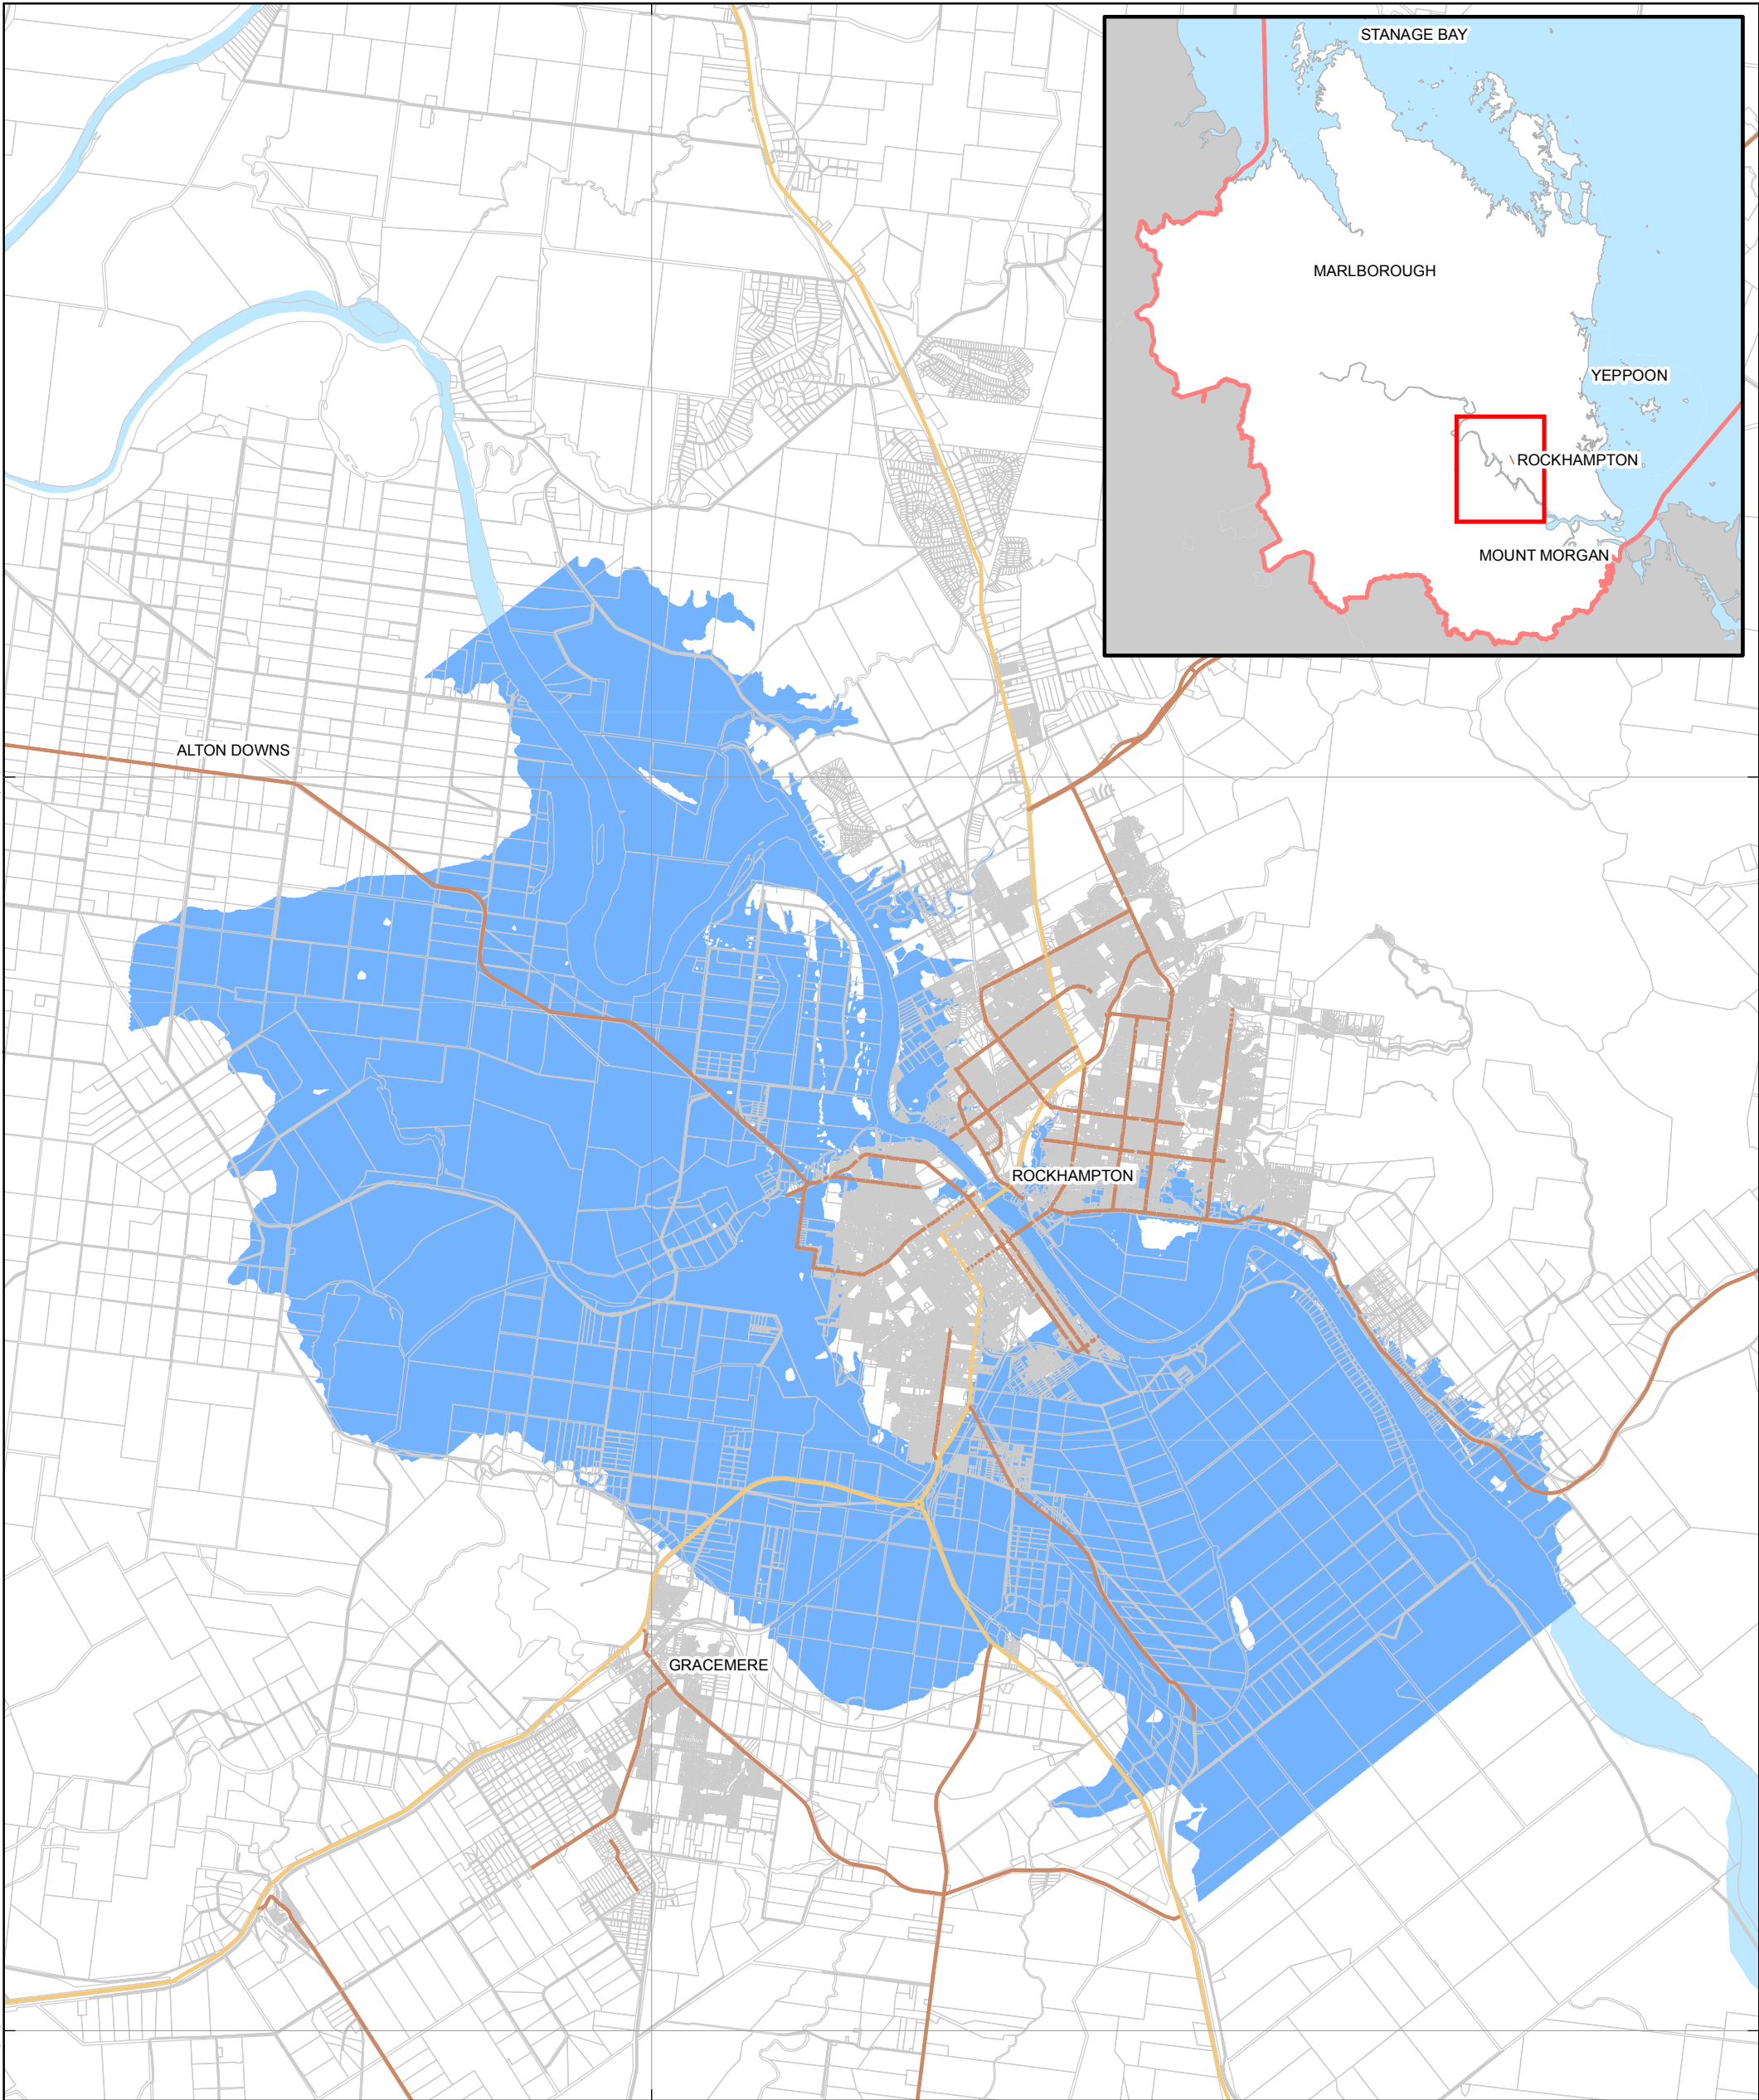 STANAGE BAY
MARLBOROUGH
YEPPOON
ROCKHAMPTON
MOUNT MORGAN
ALTON DOWNS
ROCKHAMPTON
GRACEMERE